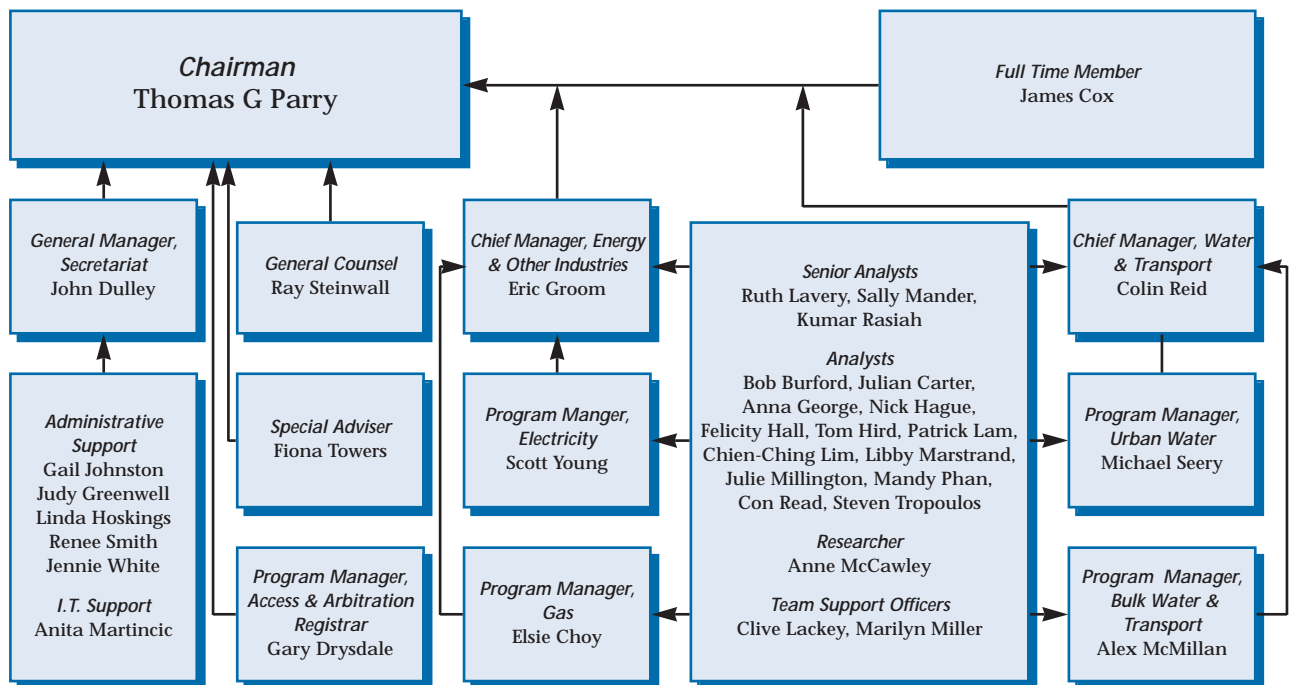 Chairman
Thomas G Parry
Full Time Member
James Cox
General Manager,
Secretariat
John Dulley
General Counsel
Ray Steinwall
Chief Manager, Energy
& Other Industries
Eric Groom
Senior Analysts
Ruth Lavery, Sally Mander,
Kumar Rasiah
Analysts
Bob Burford, Julian Carter,
Anna George, Nick Hague,
Felicity Hall, Tom Hird, Patrick Lam,
Chien-Ching Lim, Libby Marstrand,
Julie Millington, Mandy Phan,
Con Read, Steven Tropoulos
Researcher
Anne McCawley
Team Support Officers
Clive Lackey, Marilyn Miller
Chief Manager, Water
& Transport
Colin Reid
Administrative
Support
Gail Johnston
Judy Greenwell
Linda Hoskings
Renee Smith
Jennie White
I.T. Support
Anita Martincic
Special Adviser
Fiona Towers
Program Manger,
Electricity
Scott Young
Program Manager,
Urban Water
Michael Seery
Program Manager,
Access & Arbitration
Registrar
Gary Drysdale
Program Manager,
Gas
Elsie Choy
Program Manager,
Bulk Water &
Transport
Alex McMillan